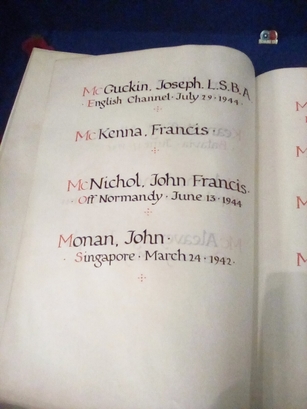 McGuckin, Joseph, L.S.B.A
English Channel · July 29 · 1944
McKenna, Francis ·
McNichol, John Francis,
Off Normandy · June 13 · 1944
Monan, John ·
Singapore · March 24 · 1942 ·